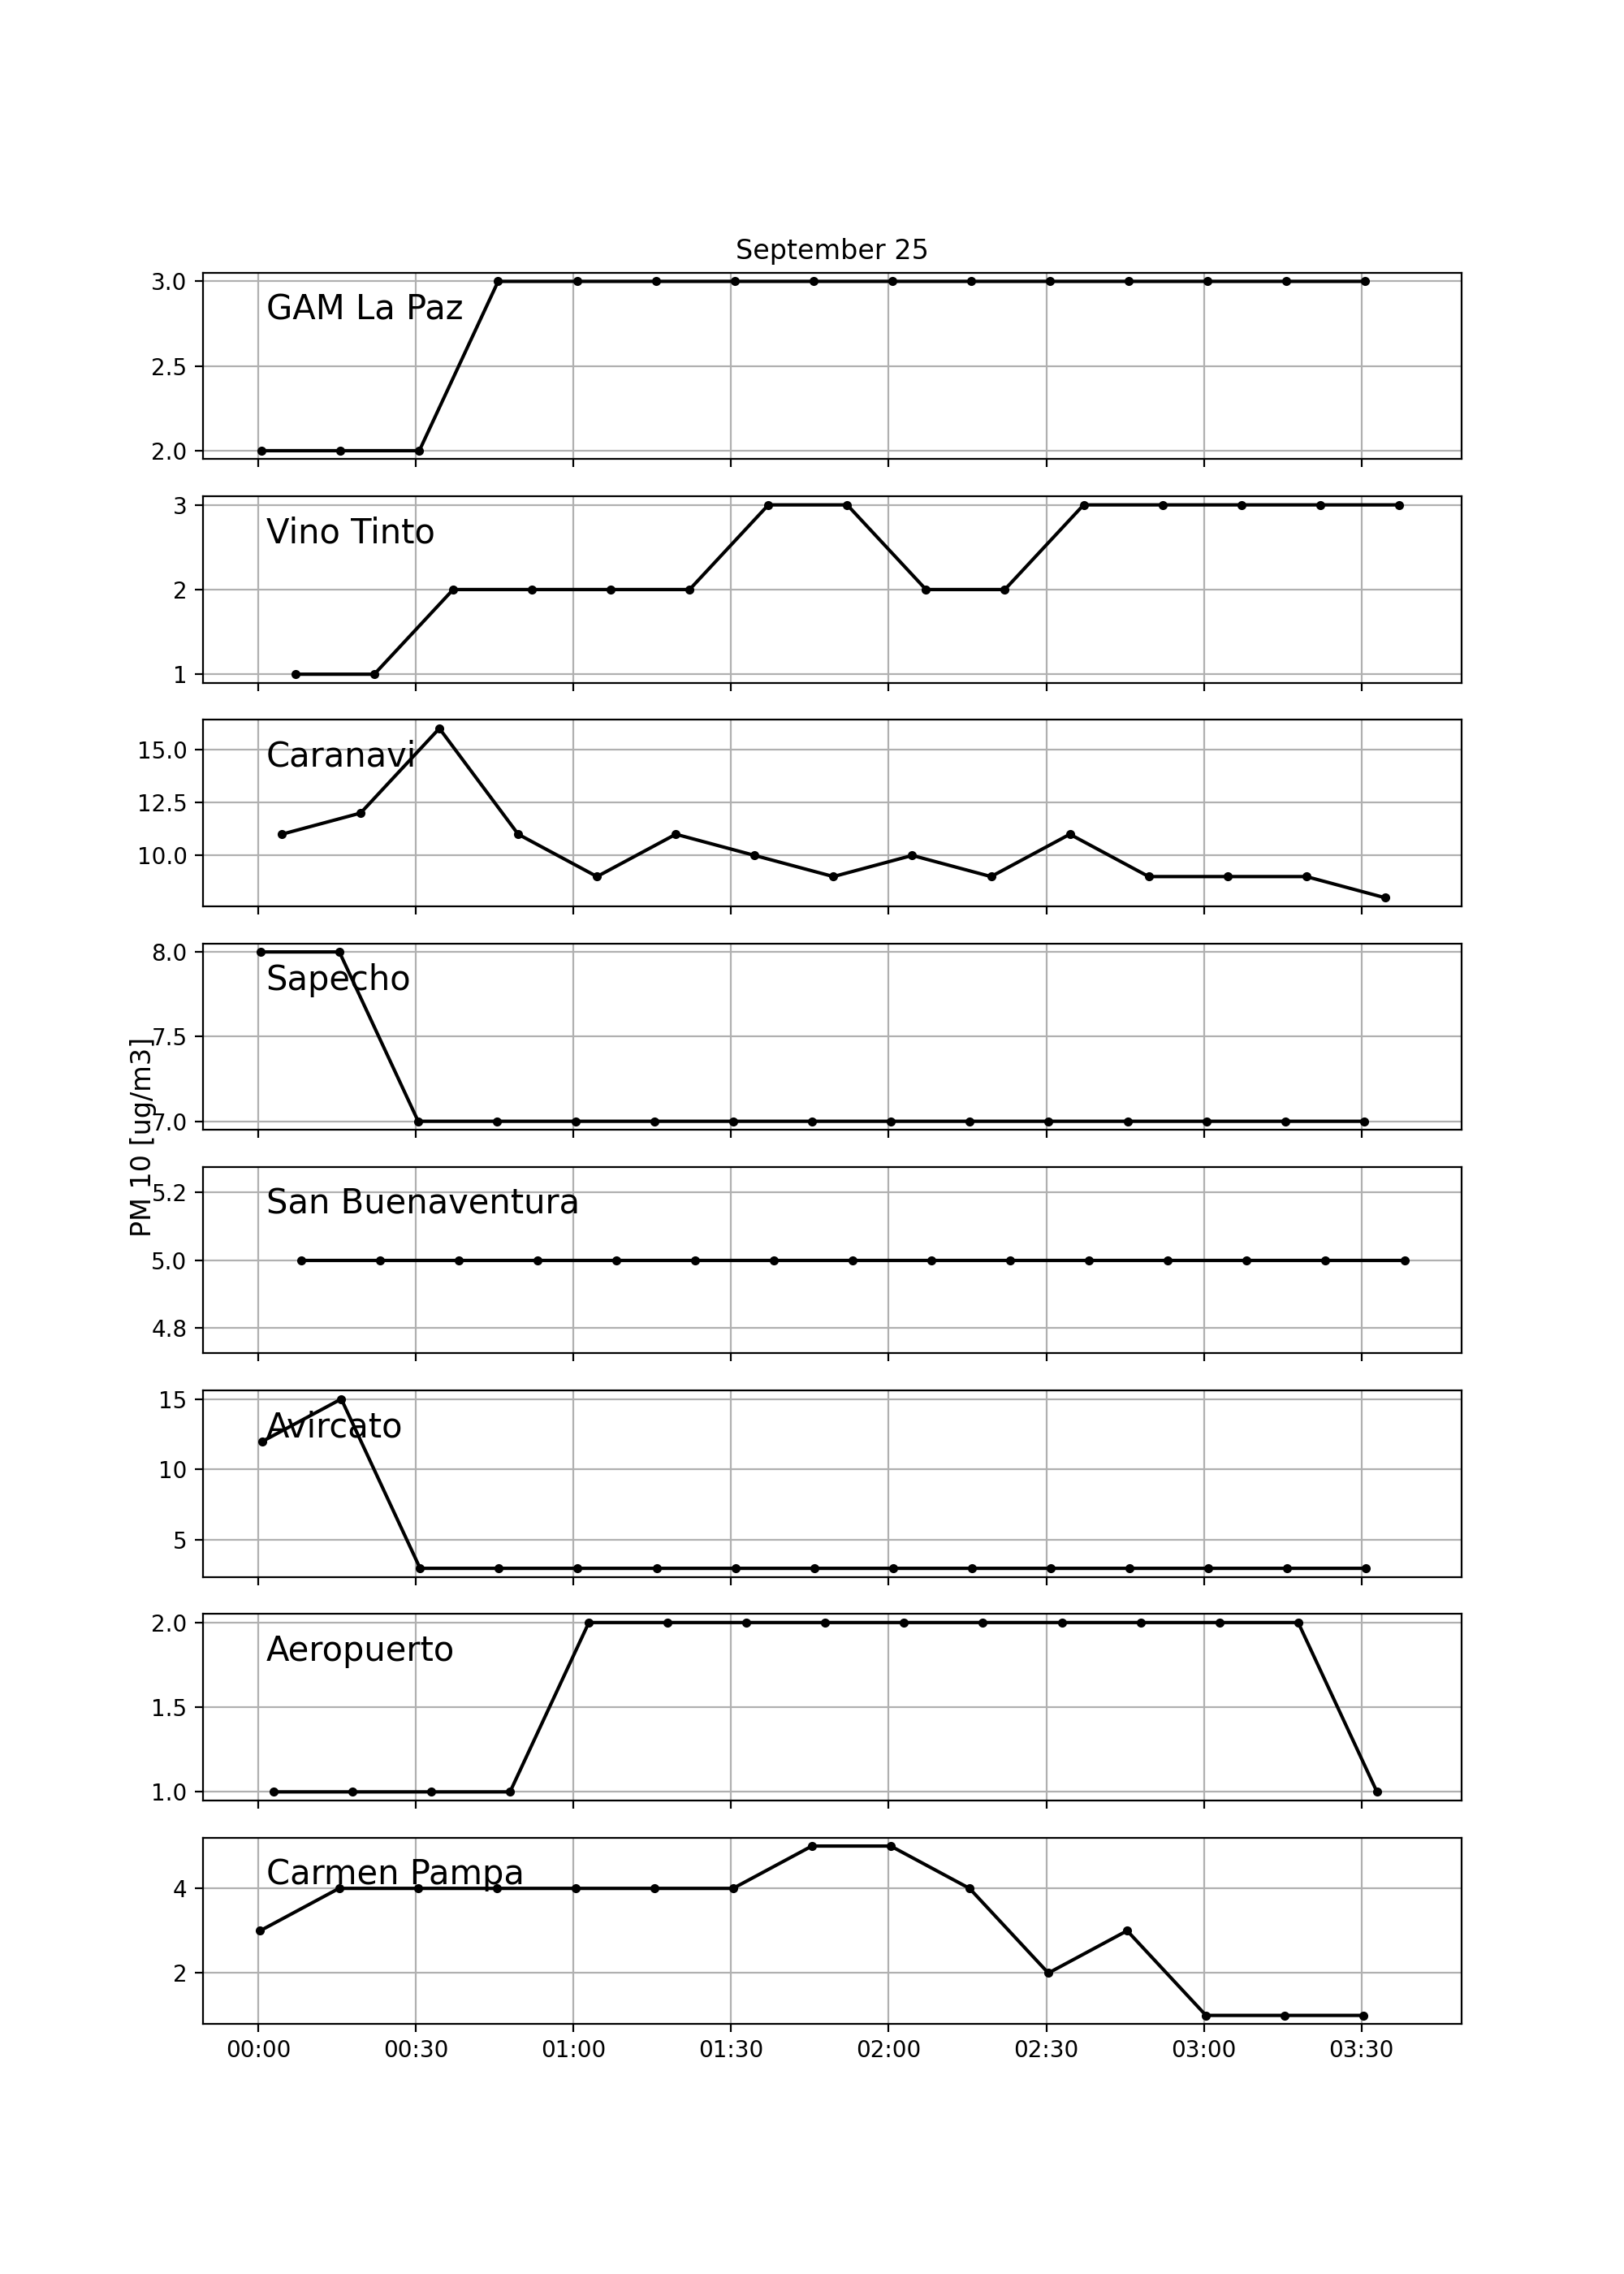 September 25
3.0
GAM La Paz
2.5
2.0
3
Vino Tinto
2
1
15.0
Caranavi
12.5
10.0
8.0
Sapecho
7.5
7.0
PM 10 [ug/m3]
5.2
San Buenaventura
5.0
4.8
15
Avircato
10
5
2.0
Aeropuerto
1.5
1.0
Carmen Pampa
4
2
00:00 00:30 01:00 01:30 02:00 02:30 03:00 03:30